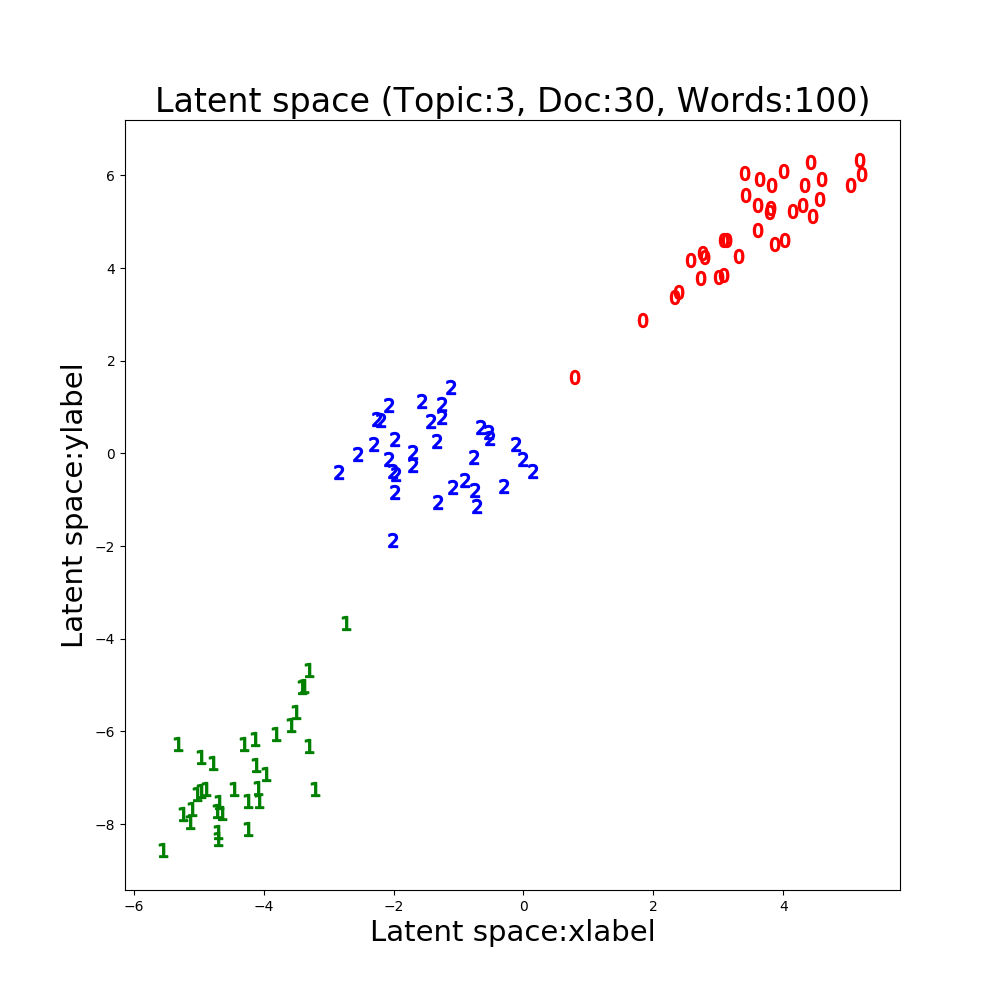 Latent space (Topic:3, Doc:30, Words:100)
Latent space:ylabel
6
4
2
0
−2
−4
−6
−8
−6 −4 −2 0 2 4
Latent space:xlabel